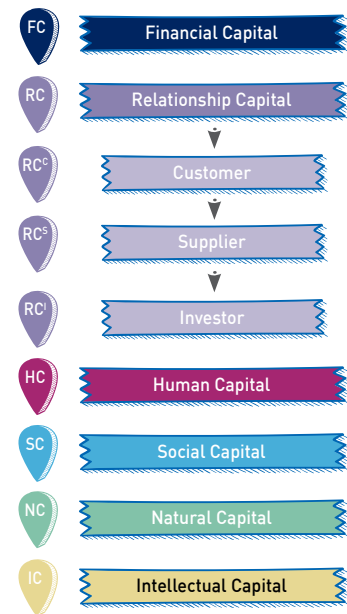 FC Financial Capital
RC Relationship Capital
RCᶜ Customer
RCˢ Supplier
RCᴵ Investor
HC Human Capital
SC Social Capital
NC Natural Capital
IC Intellectual Capital